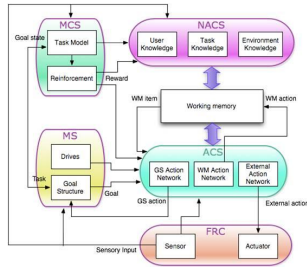 MCS
Goal state
Task Model
Reinforcement
Reward
NACS
User
Knowledge
Task
Knowledge
Environment
Knowledge
WM item
WM action
Working memory
MS
Drives
Goal
Structure
Task
Goal
ACS
GS Action
Network
WM Action
Network
External
Action
Network
GS action
External action
Sensory Input
Sensor
Actuator
FRC